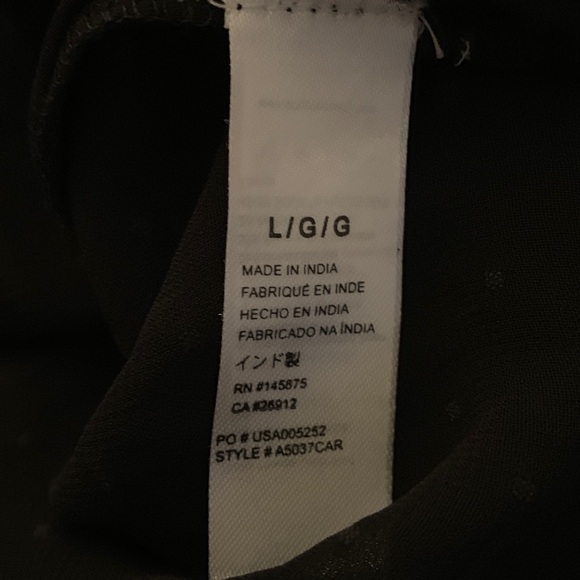 L/G/G
MADE IN INDIA
FABRIQUÉ EN INDE
HECHO EN INDIA
FABRICADO NA ÍNDIA
インド製
RN #145875
CA #26912
PO # USA005252
STYLE # A5037CAR